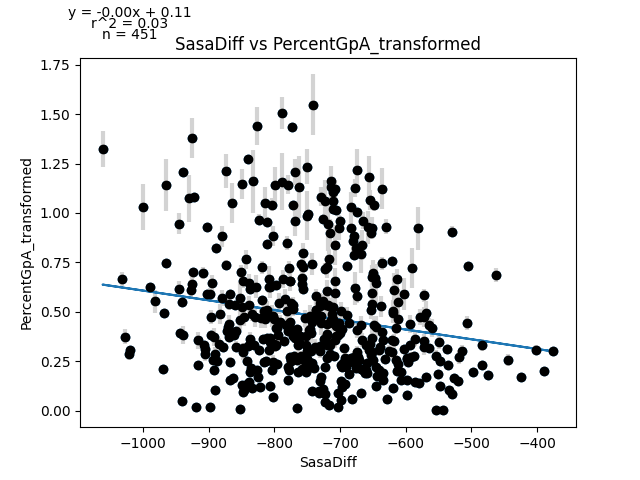 y = -0.00x + 0.11
r^2 = 0.03
n = 451
SasaDiff vs PercentGpA_transformed
1.75
1.50
1.25
1.00
0.75
0.50
0.25
0.00
PercentGpA_transformed
−1000 −900 −800 −700 −600 −500 −400
SasaDiff